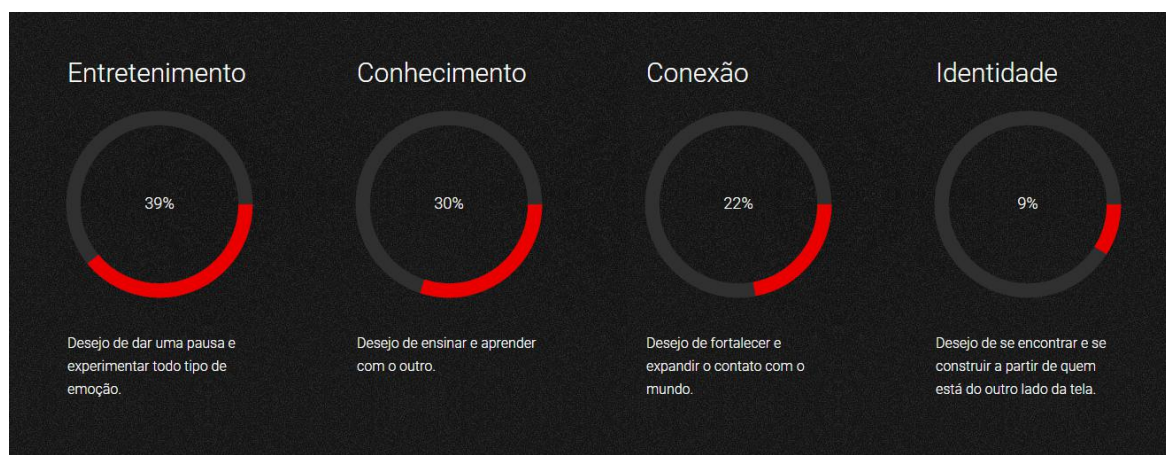 Entretenimento
39%
Desejo de dar uma pausa e
experimentar todo tipo de
emoção.
Conhecimento
30%
Desejo de ensinar e aprender
com o outro.
Conexão
22%
Desejo de fortalecer e
expandir o contato com o
mundo.
Identidade
9%
Desejo de se encontrar e se
construir a partir de quem
está do outro lado da tela.